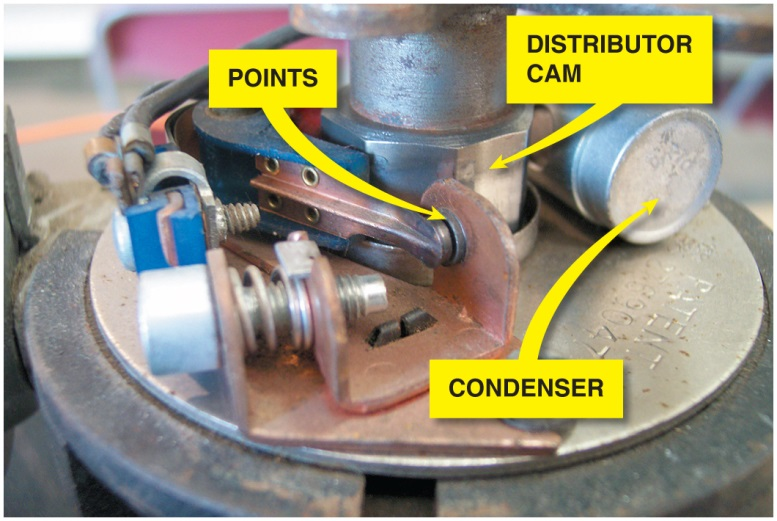 POINTS
DISTRIBUTOR
CAM
CONDENSER
PATENT